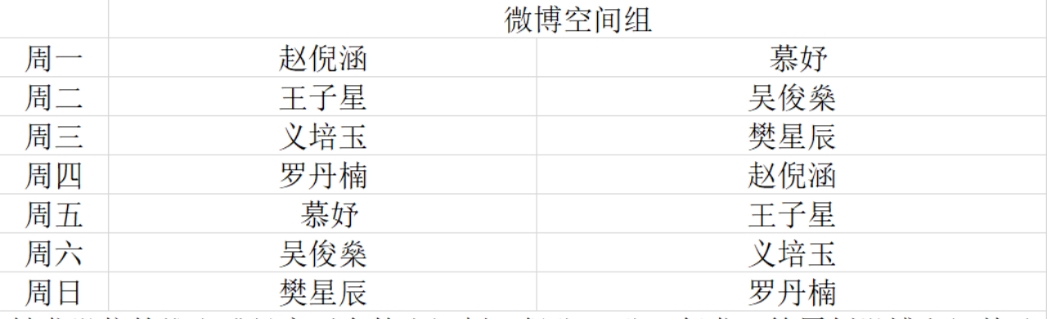 微博空间组
周一 赵倪涵 慕妤
周二 王子星 吴俊燊
周三 义培玉 樊星辰
周四 罗丹楠 赵倪涵
周五 慕妤 王子星
周六 吴俊燊 义培玉
周日 樊星辰 罗丹楠